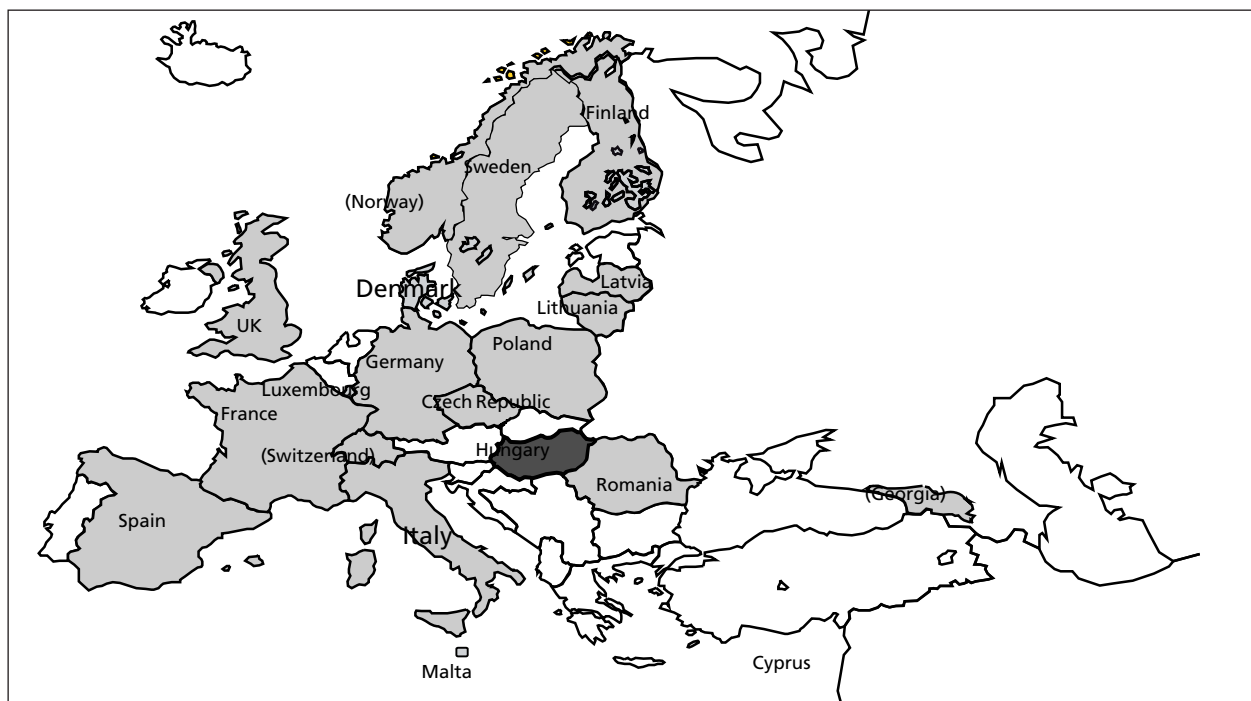 Finland
Sweden
(Norway)
Latvia
Denmark
Lithuania
UK
Poland
Germany
Luxembourg
Czech Republic
France
Hungary
(Switzerland)
Romania
(Georgia)
Spain
Italy
Cyprus
Malta